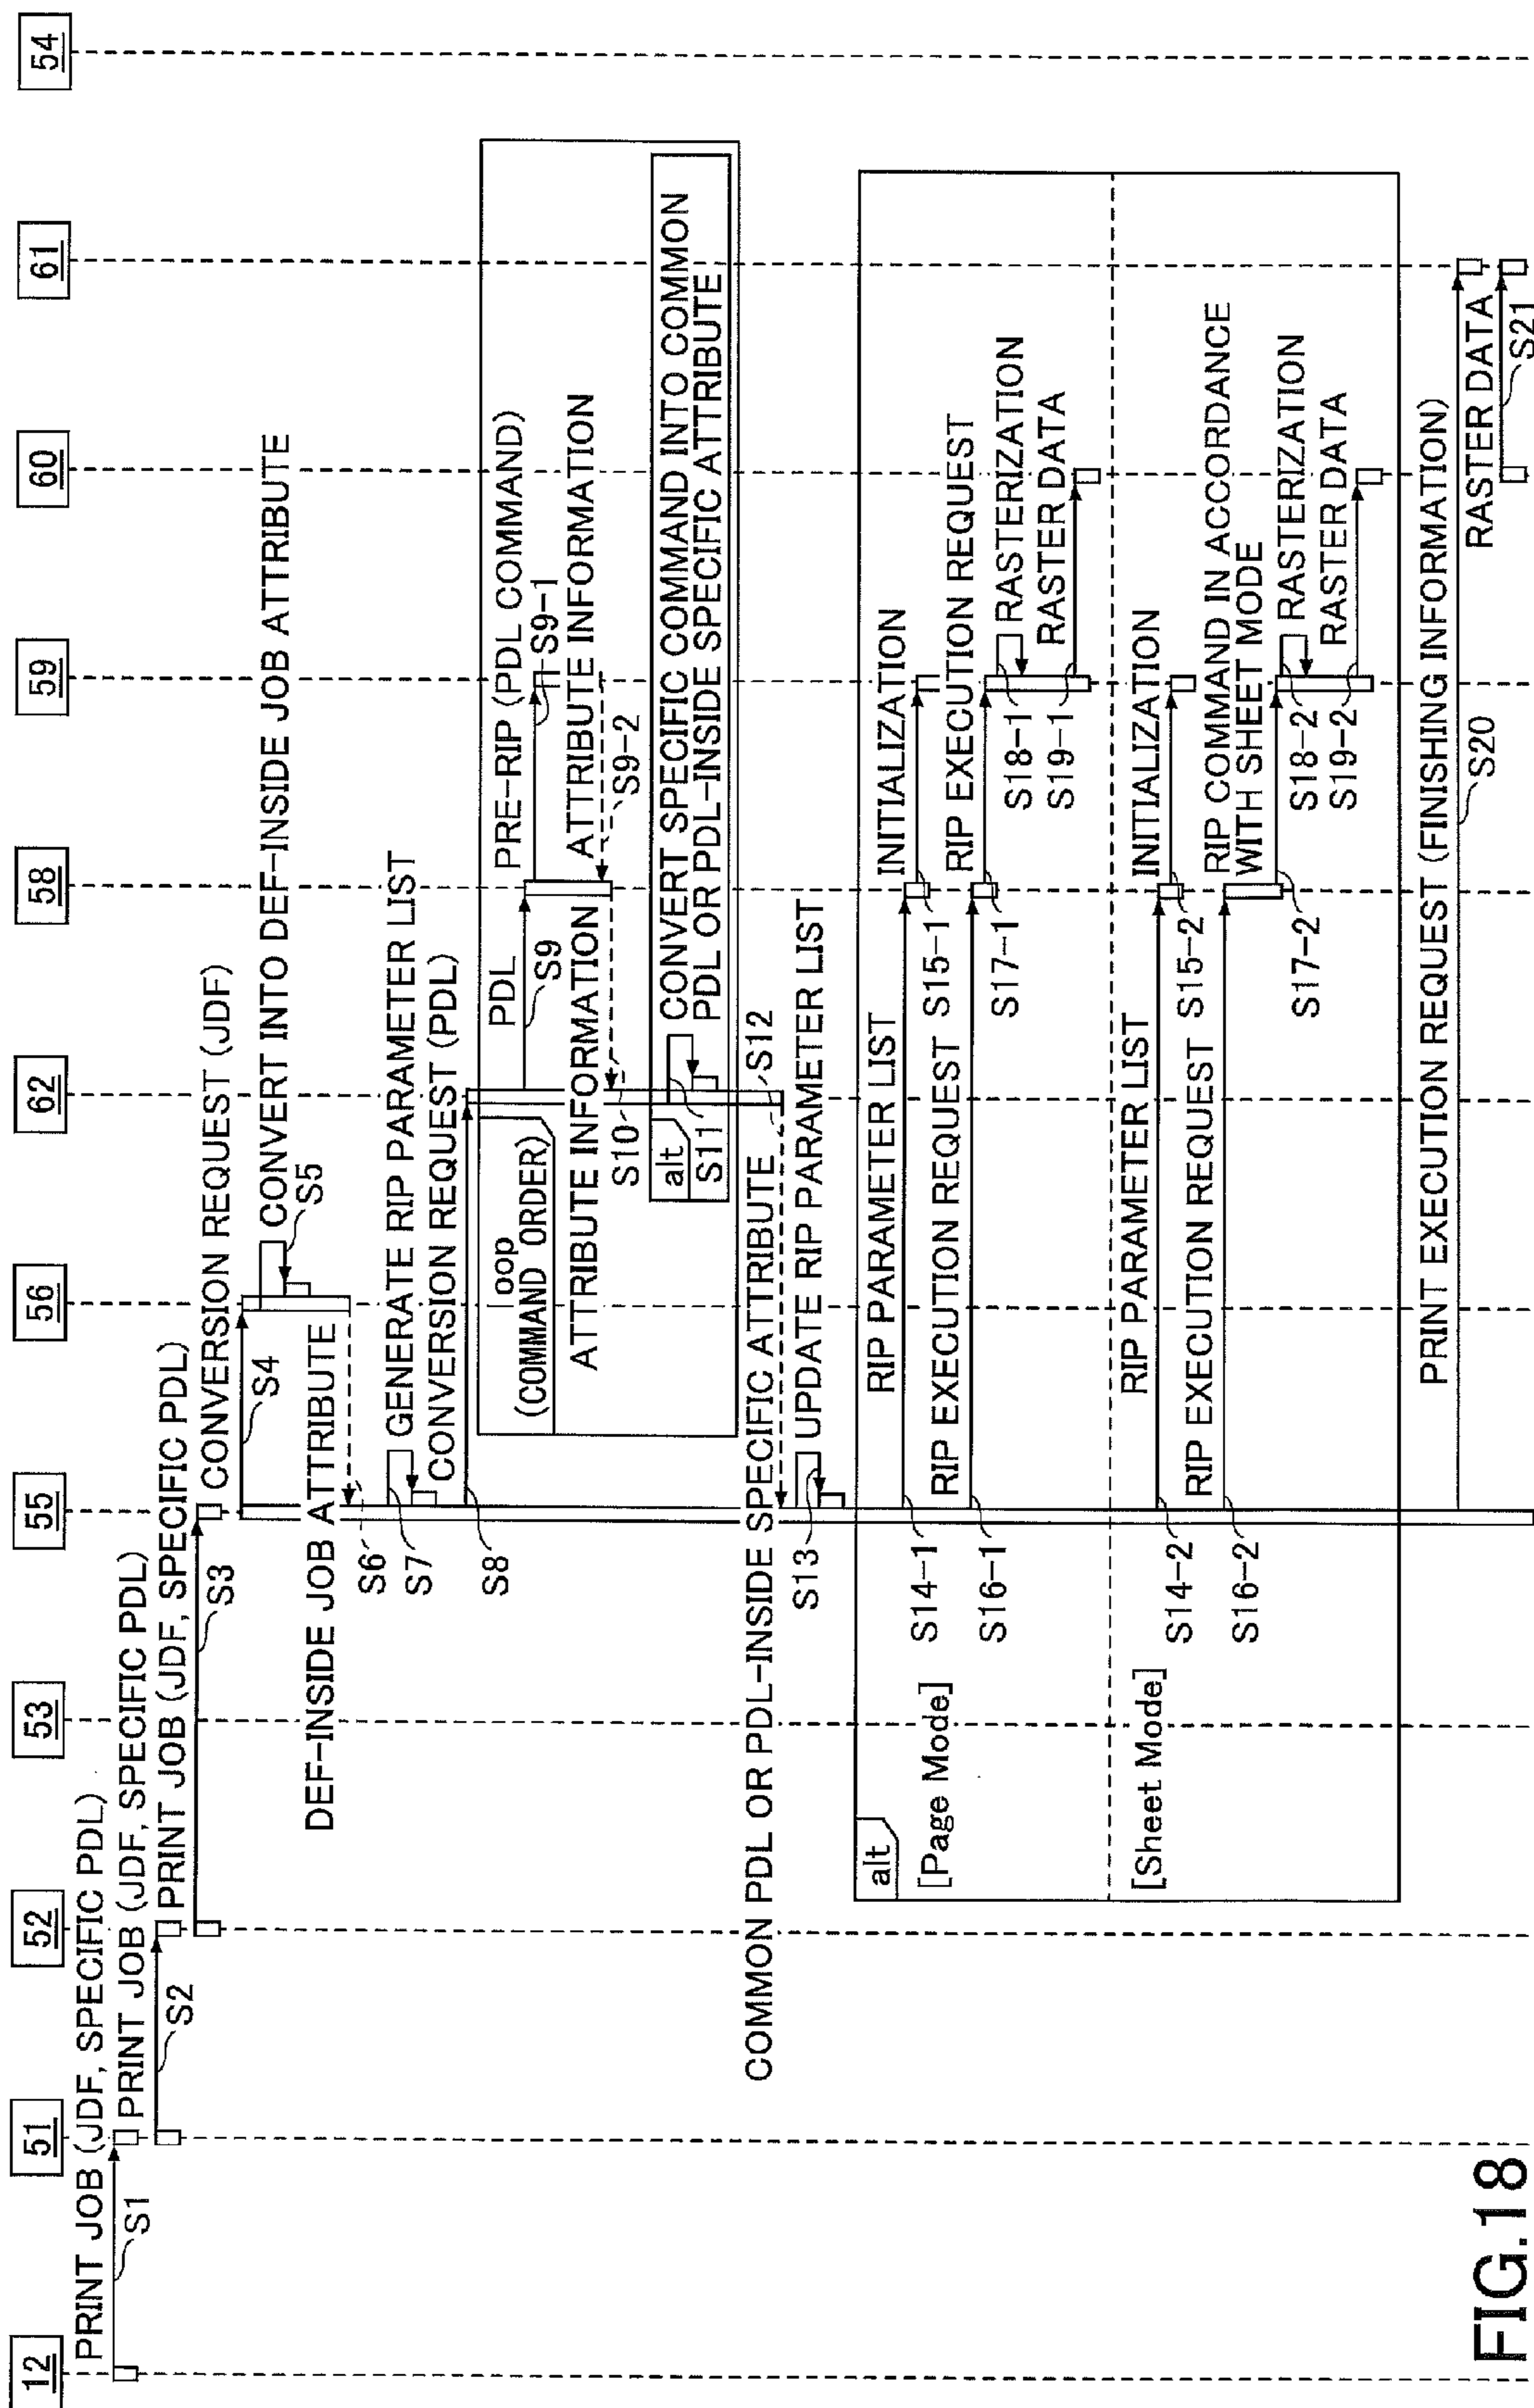 12
51
52
53
55
56
62
58
59
60
61
54
PRINT JOB (JDF, SPECIFIC PDL)
S1
PRINT JOB (JDF, SPECIFIC PDL)
S2
PRINT JOB (JDF, SPECIFIC PDL)
S3
CONVERSION REQUEST (JDF)
S4
CONVERT INTO DEF-INSIDE JOB ATTRIBUTE
S5
DEF-INSIDE JOB ATTRIBUTE
S6
GENERATE RIP PARAMETER LIST
S7
CONVERSION REQUEST (PDL)
S8
loop
(COMMAND ORDER)
PDL
S9
PRE-RIP (PDL COMMAND)
S9-1
ATTRIBUTE INFORMATION
S9-2
ATTRIBUTE INFORMATION
S10
alt
S11
CONVERT SPECIFIC COMMAND INTO COMMON
PDL OR PDL-INSIDE SPECIFIC ATTRIBUTE
COMMON PDL OR PDL-INSIDE SPECIFIC ATTRIBUTE
S12
UPDATE RIP PARAMETER LIST
S13
alt
[Page Mode]
RIP PARAMETER LIST
S14-1
INITIALIZATION
S15-1
RIP EXECUTION REQUEST
S16-1
RIP EXECUTION REQUEST
S17-1
RASTERIZATION
S18-1
RASTER DATA
S19-1
[Sheet Mode]
RIP PARAMETER LIST
S14-2
INITIALIZATION
S15-2
RIP EXECUTION REQUEST
S16-2
RIP COMMAND IN ACCORDANCE
WITH SHEET MODE
S17-2
RASTERIZATION
S18-2
RASTER DATA
S19-2
PRINT EXECUTION REQUEST (FINISHING INFORMATION)
S20
RASTER DATA
S21
FIG.18